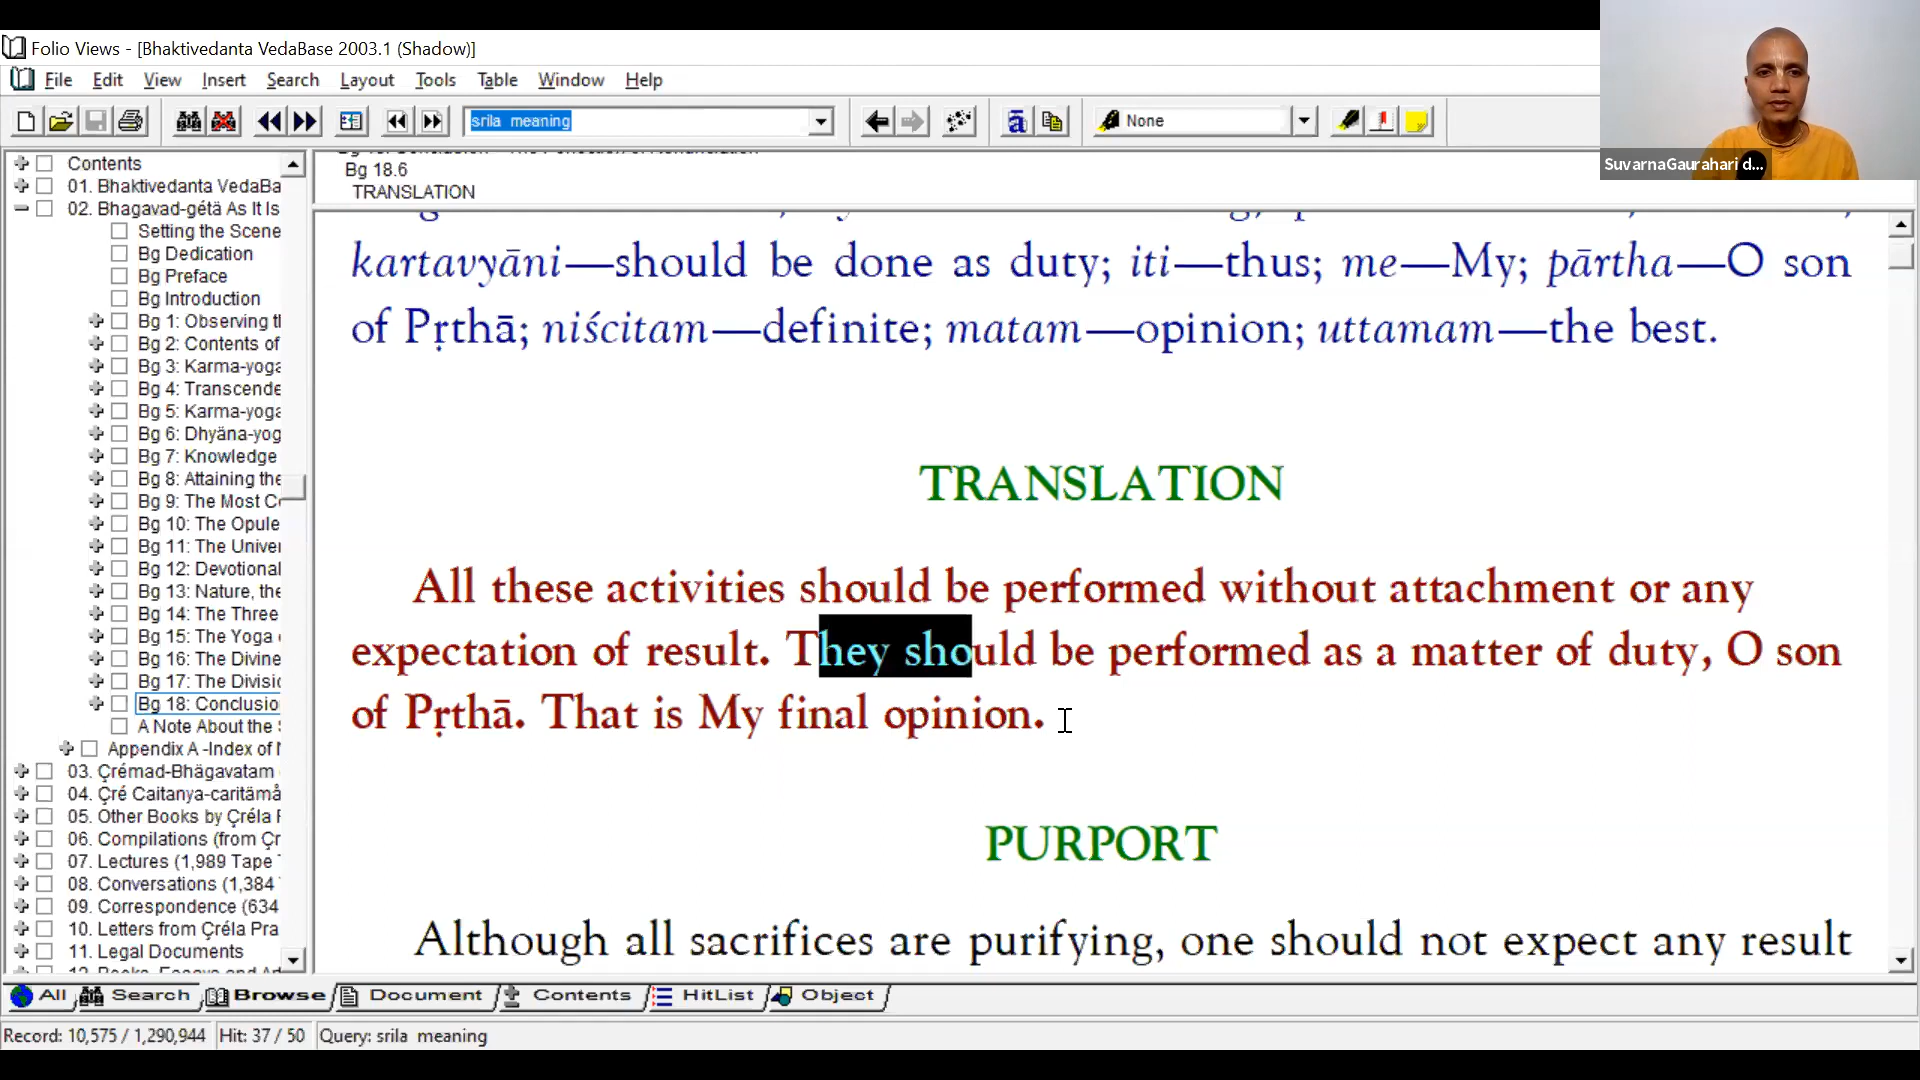 Folio Views - [Bhaktivedanta VedaBase 2003.1 (Shadow)]
File Edit View Insert Search Layout Tools Table Window Help
srila meaning
None
SuvarnaGaurahari d...
Contents
01. Bhaktivedanta VedaBa
02. Bhagavad-gétä As It Is
Setting the Scene
Bg Dedication
Bg Preface
Bg Introduction
Bg 1: Observing tl
Bg 2: Contents of
Bg 3: Karma-yoga
Bg 4: Transcende
Bg 5: Karma-yoga
Bg 6: Dhyäna-yog
Bg 7: Knowledge
Bg 8: Attaining the
Bg 9: The Most Co
Bg 10: The Opule
Bg 11: The Univer
Bg 12: Devotional
Bg 13: Nature, the
Bg 14: The Three
Bg 15: The Yoga
Bg 16: The Divine
Bg 17: The Divisio
Bg 18: Conclusio
A Note About the
Appendix A -Index of
03. Çrémad-Bhägavatam
04. Çré Caitanya-caritämå
05. Other Books by Çréla
06. Compilations (from Çr
07. Lectures (1,989 Tape
08. Conversations (1,384
09. Correspondence (634
10. Letters from Çréla Pra
11. Legal Documents
Bg 18.6
TRANSLATION
kartavyāni—should be done as duty; iti—thus; me—My; pārtha—O son
of Pṛthā; niścitam—definite; matam—opinion; uttamam—the best.
TRANSLATION
All these activities should be performed without attachment or any
expectation of result. They should be performed as a matter of duty, O son
of Pṛthā. That is My final opinion.
PURPORT
Although all sacrifices are purifying, one should not expect any result
All Search Browse Document Contents HitList Object
Record: 10,575 / 1,290,944 Hit: 37 / 50 Query: srila meaning